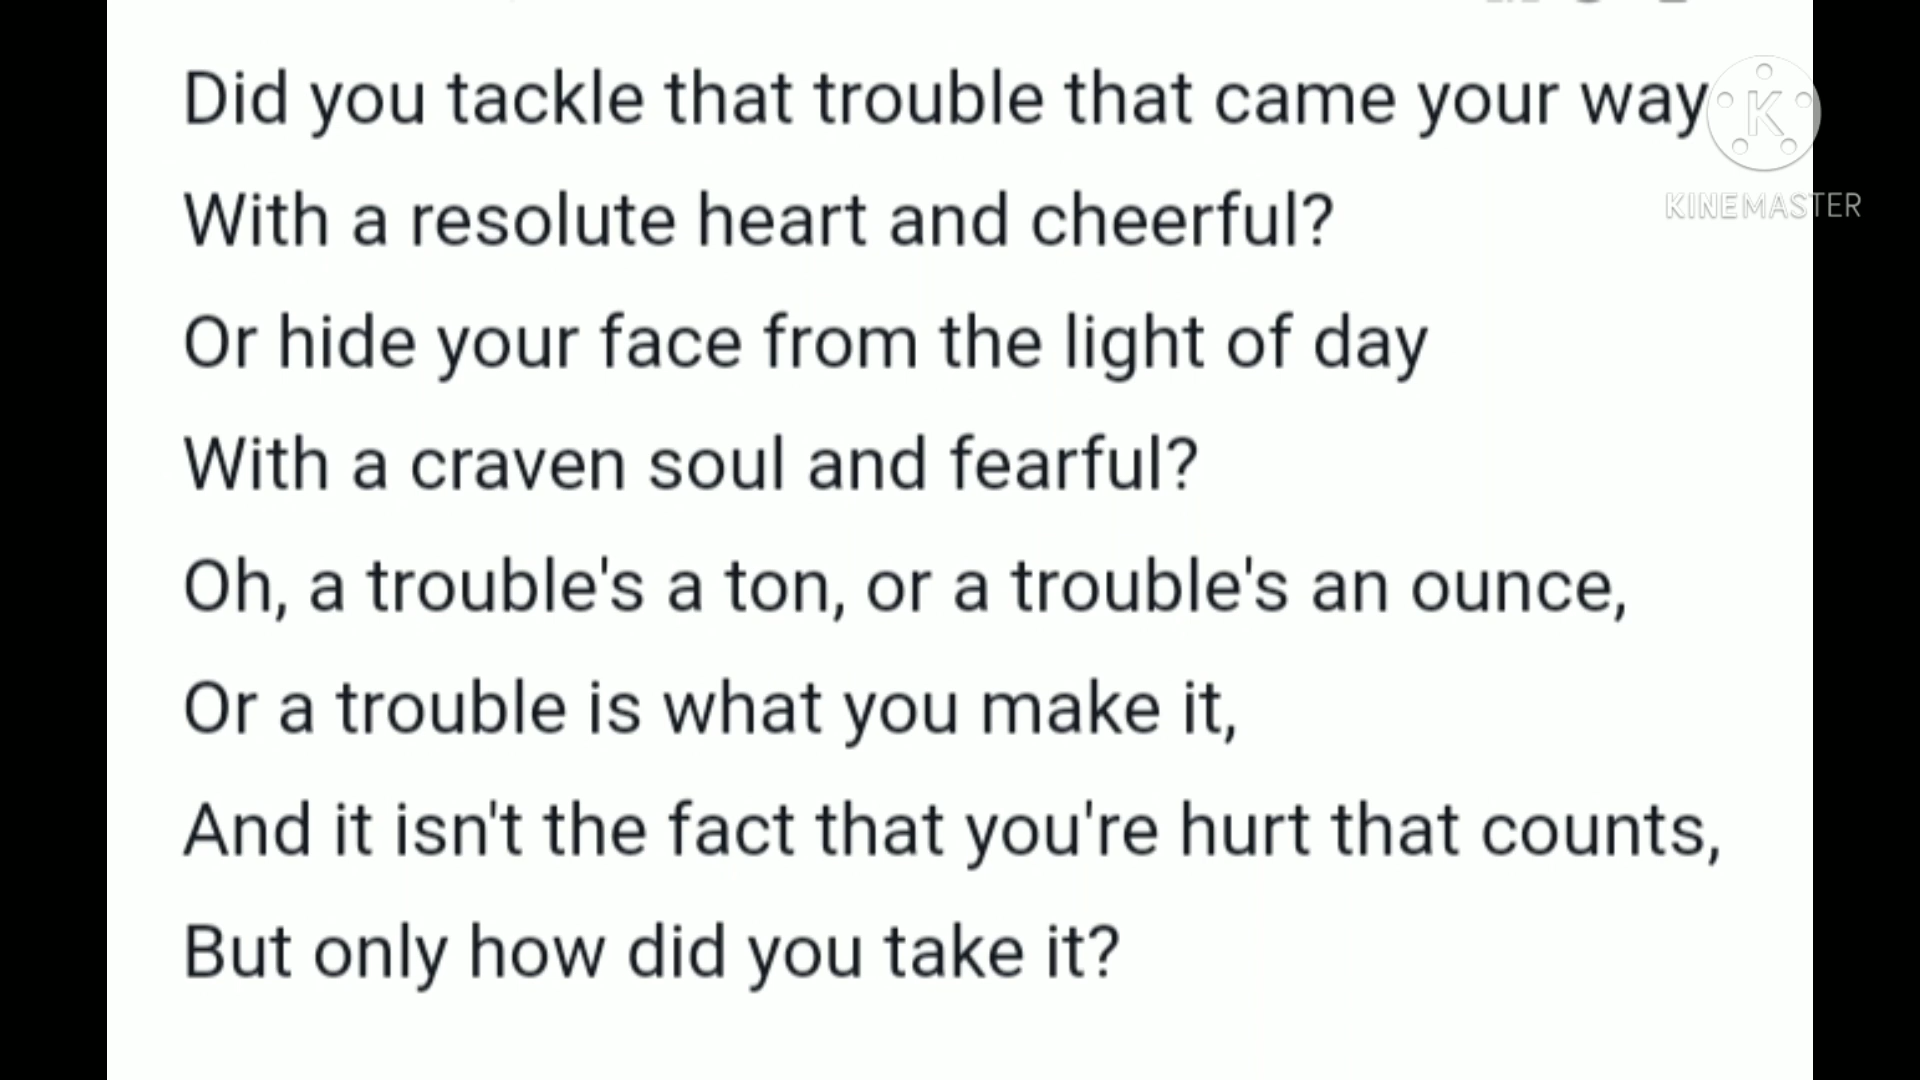 Did you tackle that trouble that came your way
With a resolute heart and cheerful?
Or hide your face from the light of day
With a craven soul and fearful?
Oh, a trouble's a ton, or a trouble's an ounce,
Or a trouble is what you make it,
And it isn't the fact that you're hurt that counts,
But only how did you take it?
K
KINEMASTER